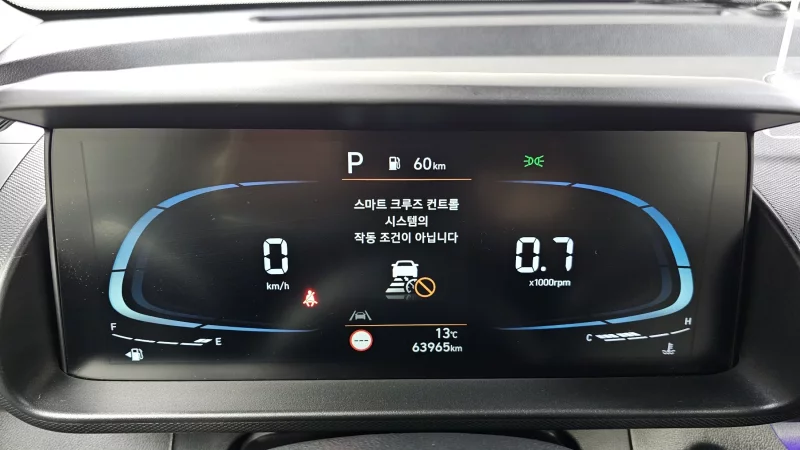 P 60km
스마트 크루즈 컨트롤
시스템의
작동 조건이 아닙니다
0
km/h
0.7
x1000rpm
F
E
---
13℃
63965km
C
H